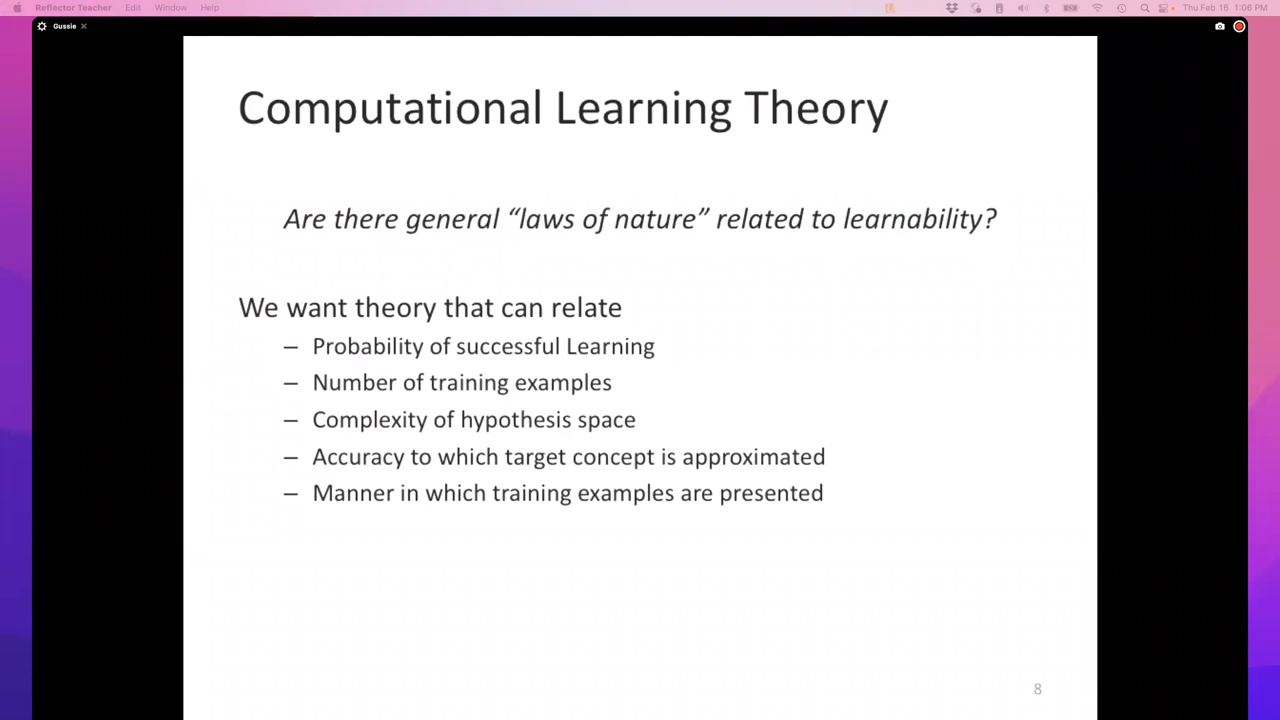 Reflector Teacher Edit Window Help Thu Feb 16 1:06 PM
Gussie
Computational Learning Theory
Are there general “laws of nature” related to learnability?
We want theory that can relate
– Probability of successful Learning
– Number of training examples
– Complexity of hypothesis space
– Accuracy to which target concept is approximated
– Manner in which training examples are presented
8